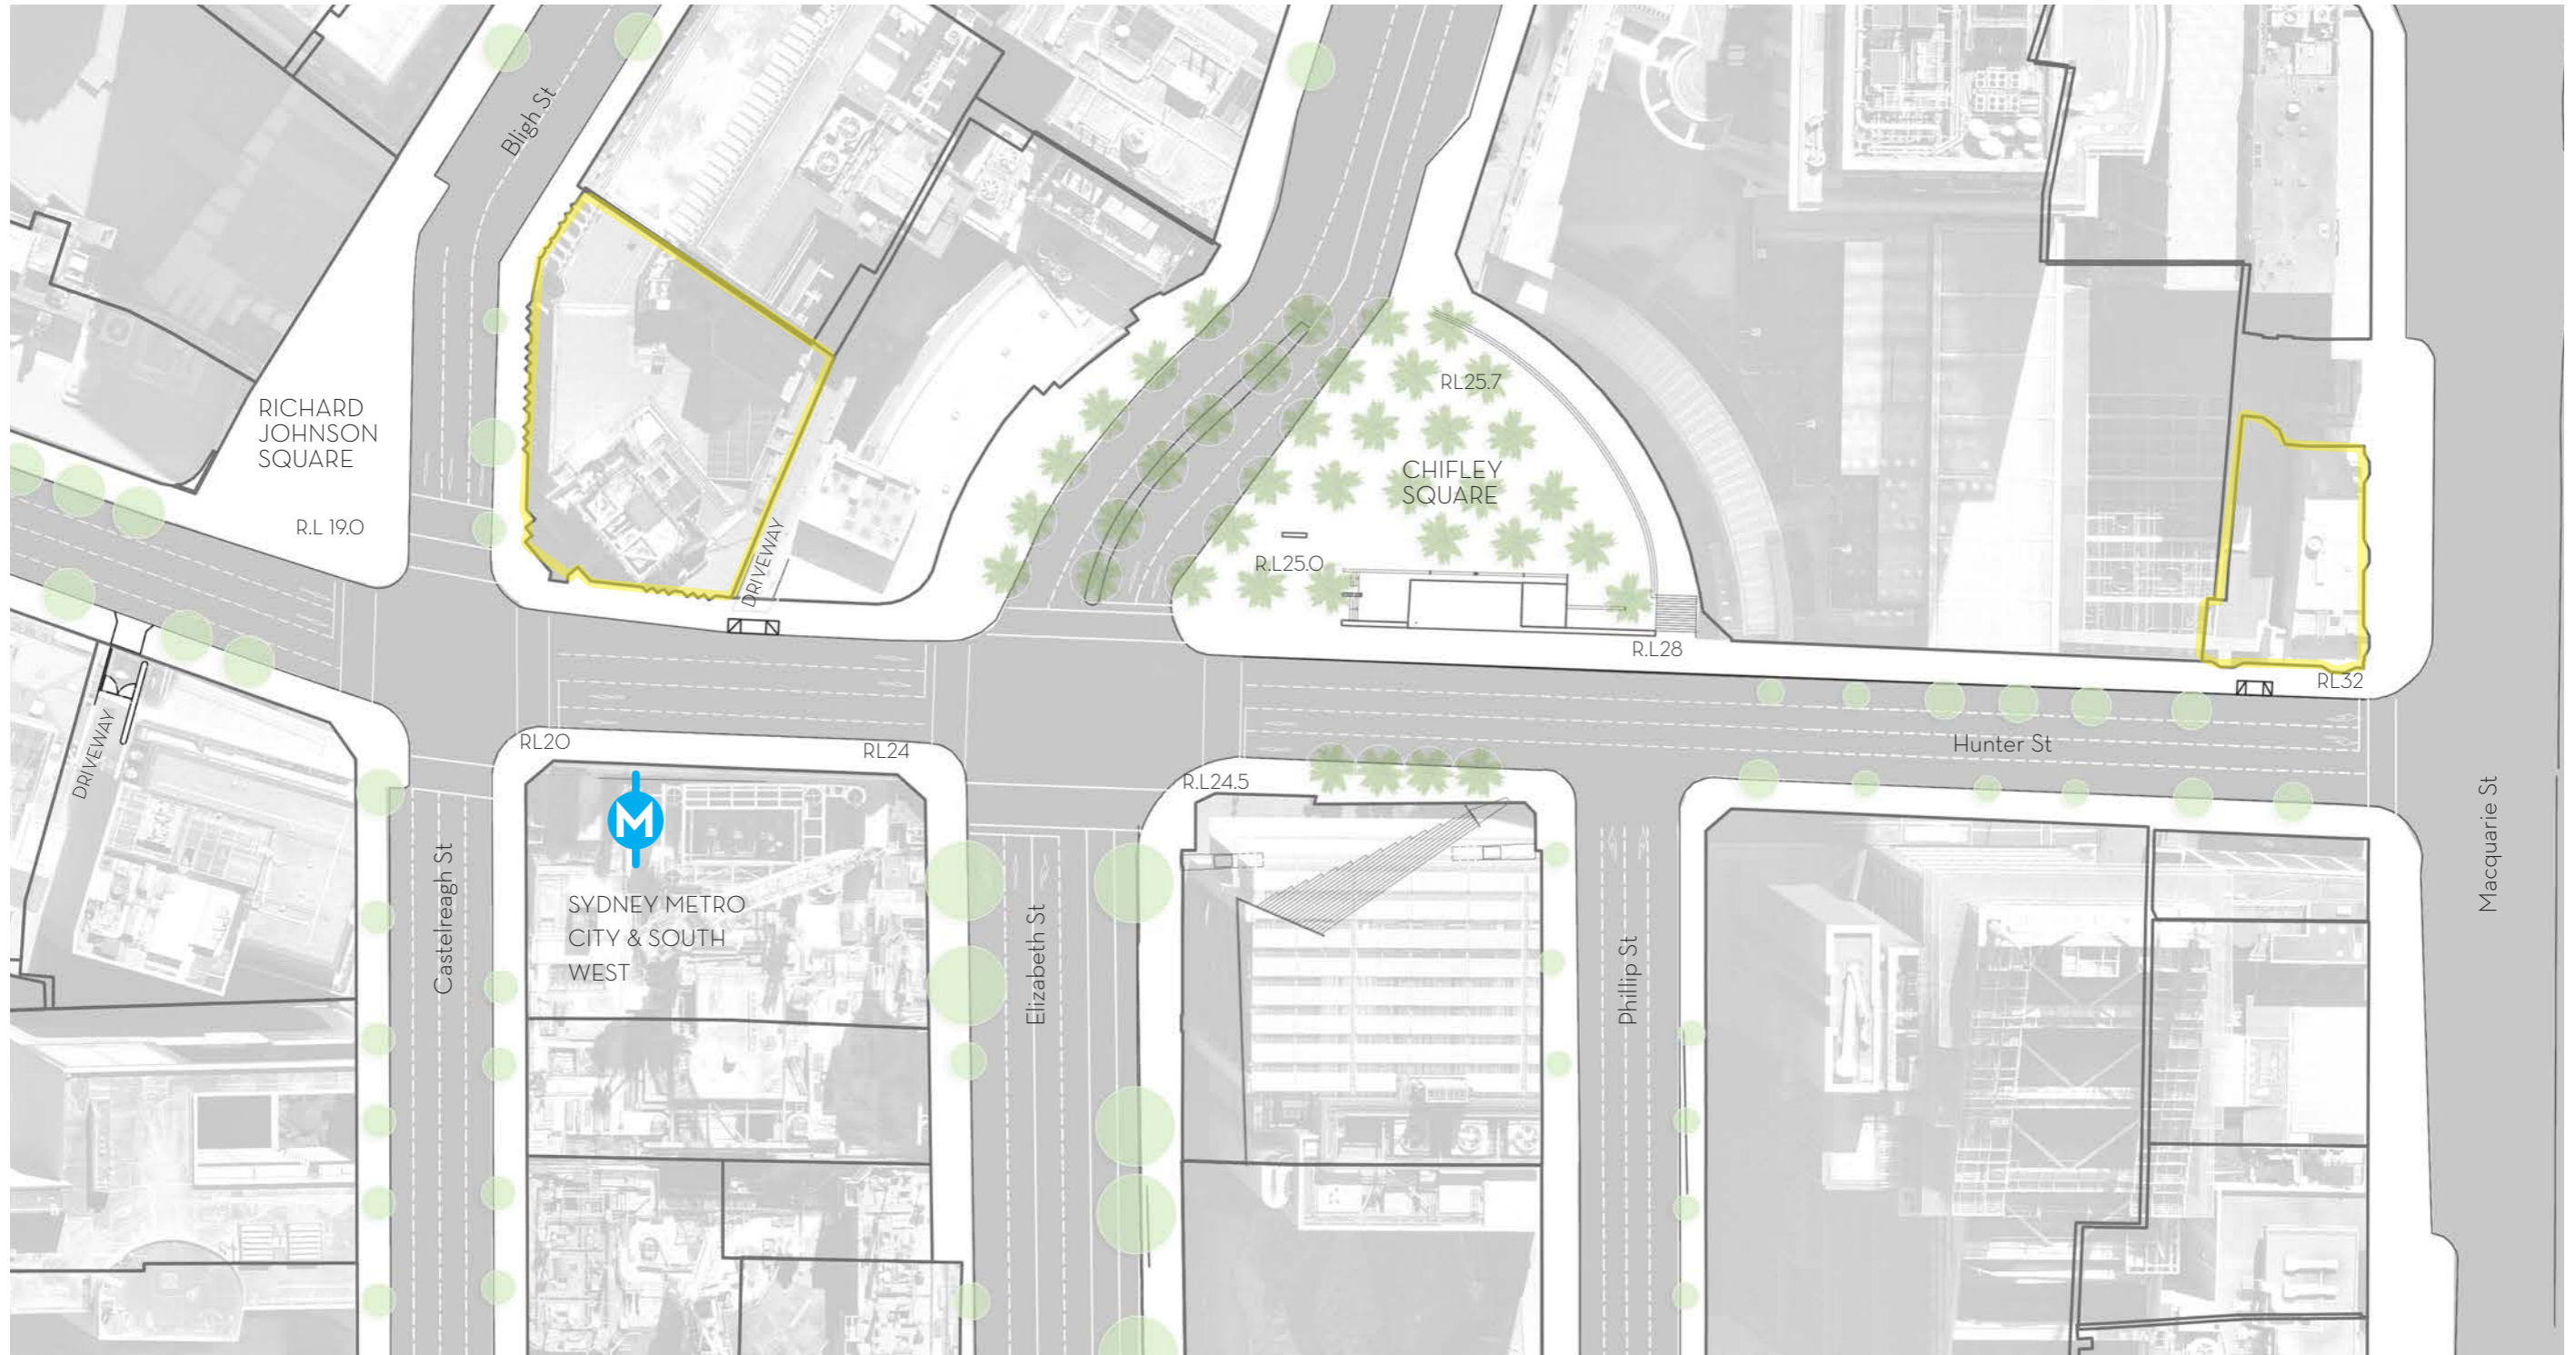 Bligh St
RICHARD
JOHNSON
SQUARE
R.L 19.0
DRIVEWAY
RL25.7
CHIFLEY
SQUARE
R.L25.0
R.L28
RL32
DRIVEWAY
RL20
RL24
R.L24.5
Hunter St
M
SYDNEY METRO
CITY & SOUTH
WEST
Castelreagh St
Elizabeth St
Phillip St
Macquarie St